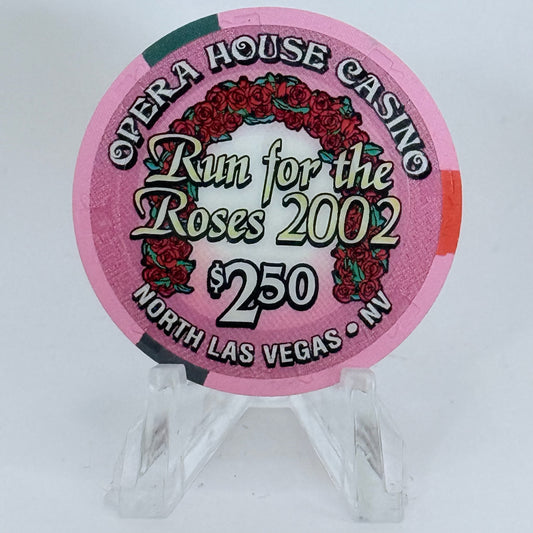 OPERA HOUSE CASINO
Run for the
Roses 2002
$2.50
NORTH LAS VEGAS • NV